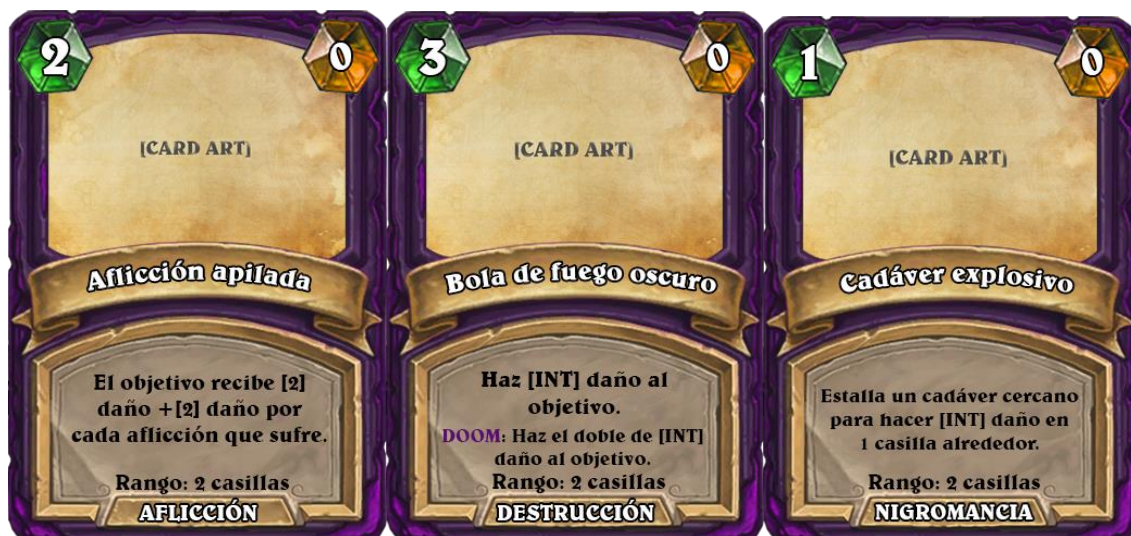 2
0
[CARD ART]
Aflicción apilada
El objetivo recibe [2]
daño +[2] daño por
cada aflicción que sufre.
Rango: 2 casillas
AFLICCIÓN
3
0
[CARD ART]
Bola de fuego oscuro
Haz [INT] daño al
objetivo.
DOOM: Haz el doble de [INT]
daño al objetivo.
Rango: 2 casillas
DESTRUCCIÓN
1
0
[CARD ART]
Cadáver explosivo
Estalla un cadáver cercano
para hacer [INT] daño en
1 casilla alrededor.
Rango: 2 casillas
NIGROMANCIA